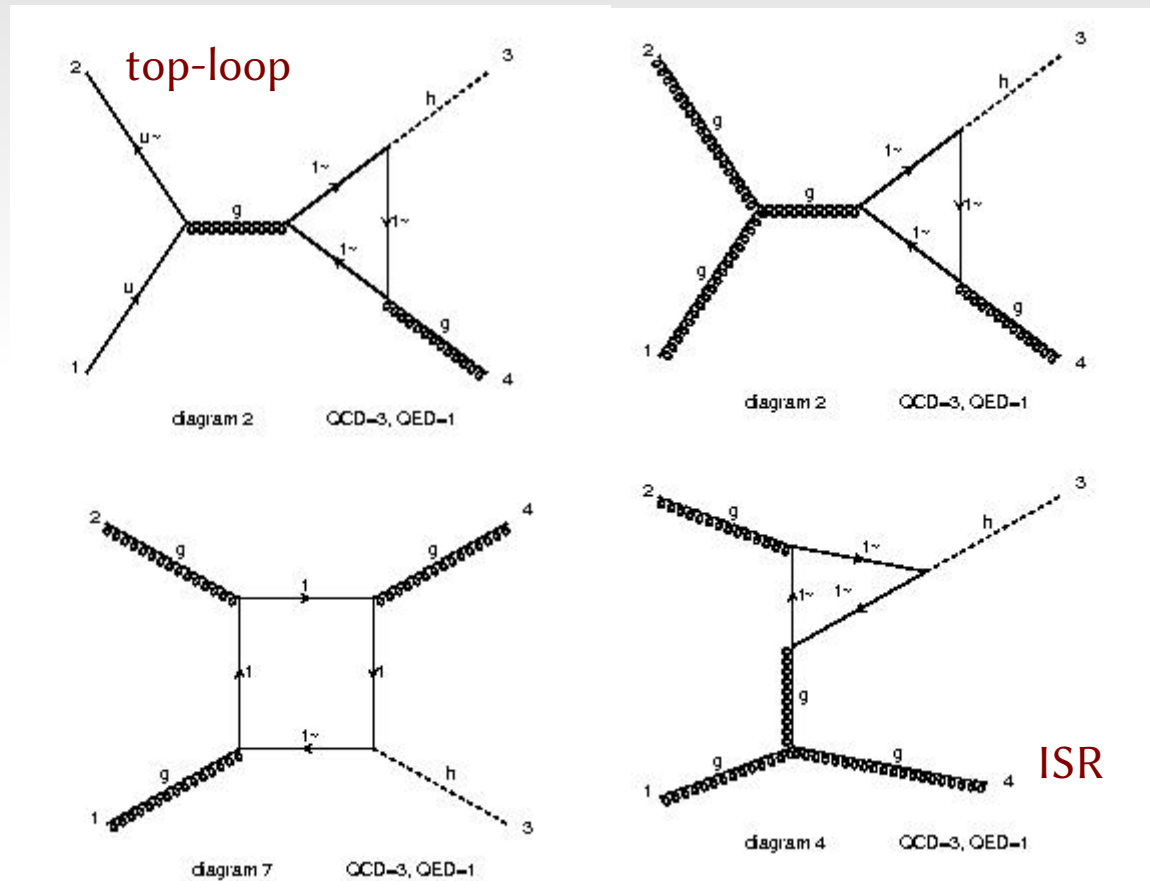 top-loop
2
3
h
u~
1~
g
1~
1~
u
g
1
4
diagram 2 QCD=3, QED=1
2
3
h
g
1~
g
1~
1~
g
g
1
4
diagram 2 QCD=3, QED=1
2
4
g
g
1
1
1
1~
g
h
1
3
diagram 7 QCD=3, QED=1
2
3
g
h
1~
1~
1~
g
g
g
1
4
ISR
diagram 4 QCD=3, QED=1